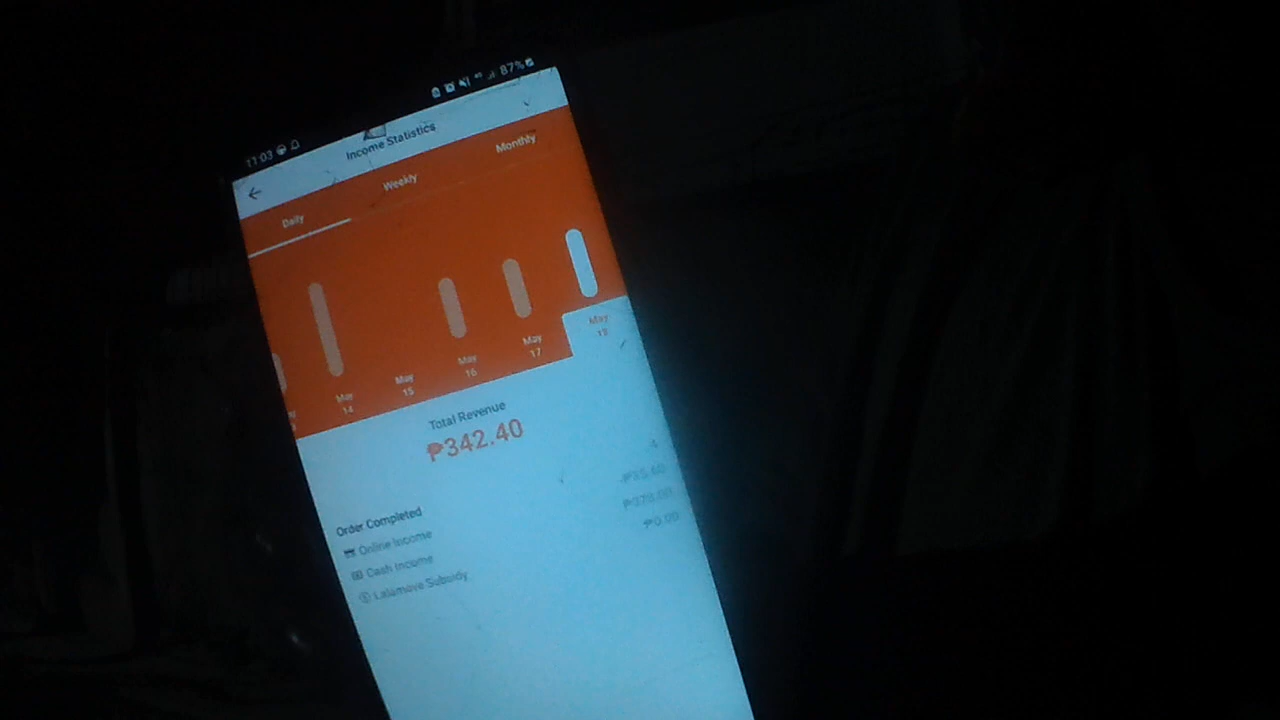 11:03
87%
Income Statistics
Daily
Weekly
Monthly
May 14
May 15
May 16
May 17
May 18
Total Revenue
₱342.40
Order Completed
4
Online Income
Cash Income
Lalamove Subsidy
₱0.00